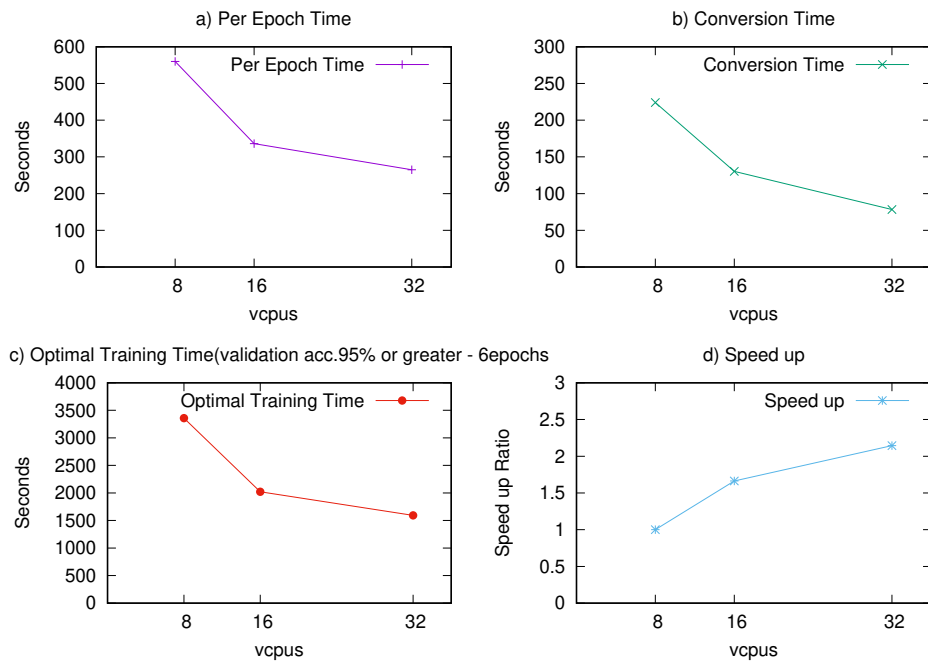 a) Per Epoch Time
600
500
400
300
200
100
0
Seconds
Per Epoch Time
8 16 32
vcpus
b) Conversion Time
300
250
200
150
100
50
0
Seconds
Conversion Time
8 16 32
vcpus
c) Optimal Training Time(validation acc.95% or greater - 6epochs
4000
3500
3000
2500
2000
1500
1000
500
0
Seconds
Optimal Training Time
8 16 32
vcpus
d) Speed up
3
2.5
2
1.5
1
0.5
0
Speed up Ratio
Speed up
8 16 32
vcpus